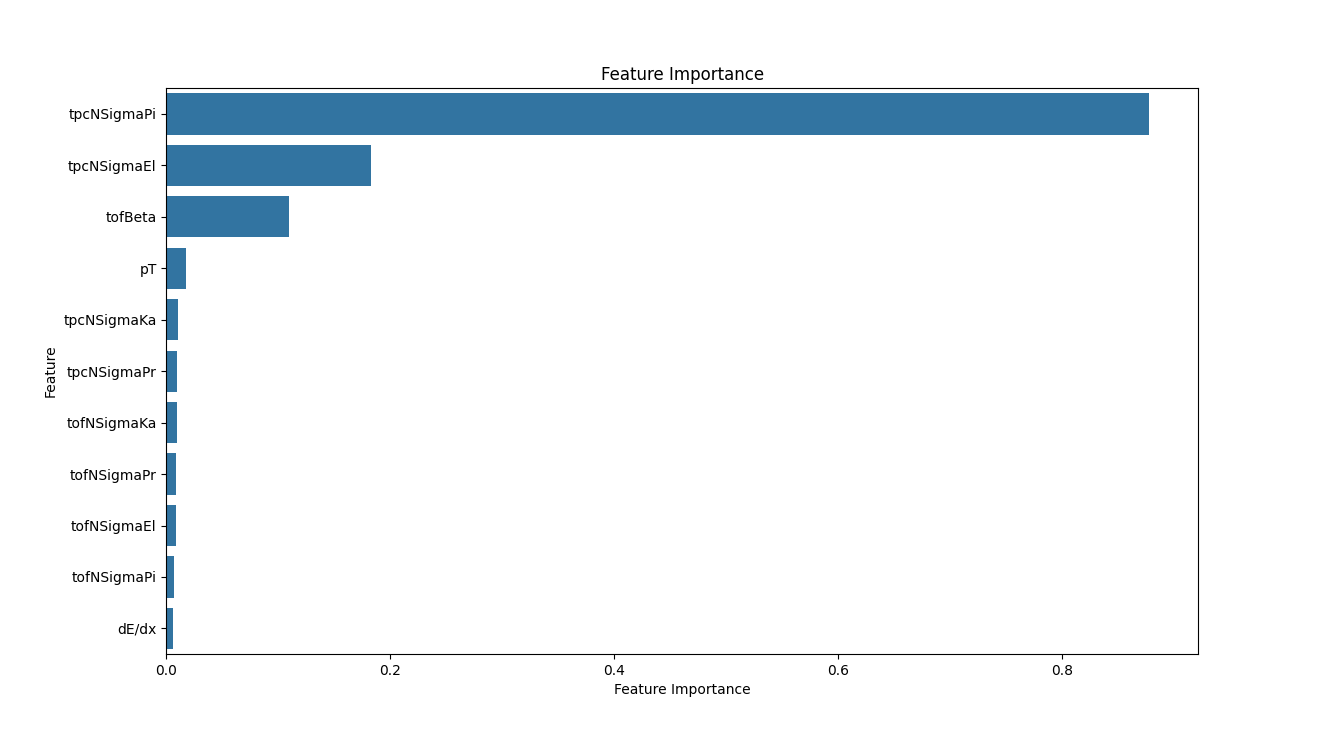 Feature Importance
tpcNSigmaPi
tpcNSigmaEl
tofBeta
pT
tpcNSigmaKa
tpcNSigmaPr
tofNSigmaKa
tofNSigmaPr
tofNSigmaEl
tofNSigmaPi
dE/dx
Feature
0.0 0.2 0.4 0.6 0.8
Feature Importance